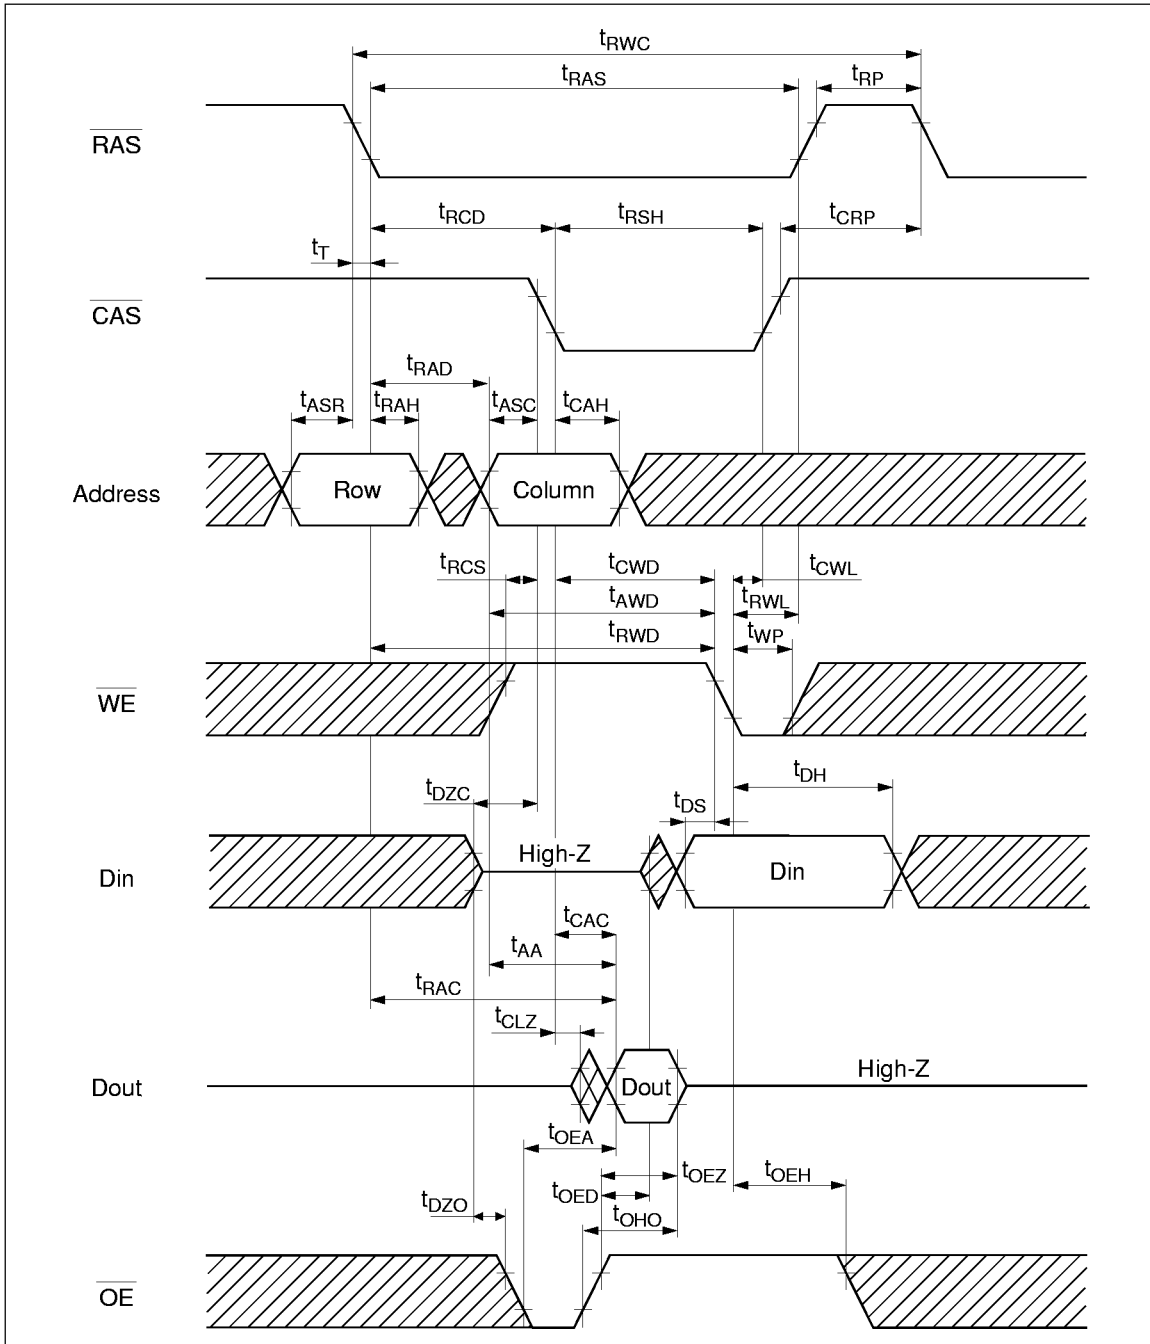 tRWC
tRAS
tRP
RAS
tRCD
tRSH
tCRP
tT
CAS
tRAD
tASR
tRAH
tASC
tCAH
Address
Row
Column
tRCS
tCWD
tCWL
tAWD
tRWL
tRWD
tWP
WE
tDZC
tDH
tDS
Din
High-Z
Din
tCAC
tAA
tRAC
tCLZ
Dout
Dout
High-Z
tOEA
tOEZ
tOEH
tOED
tDZO
tOHO
OE